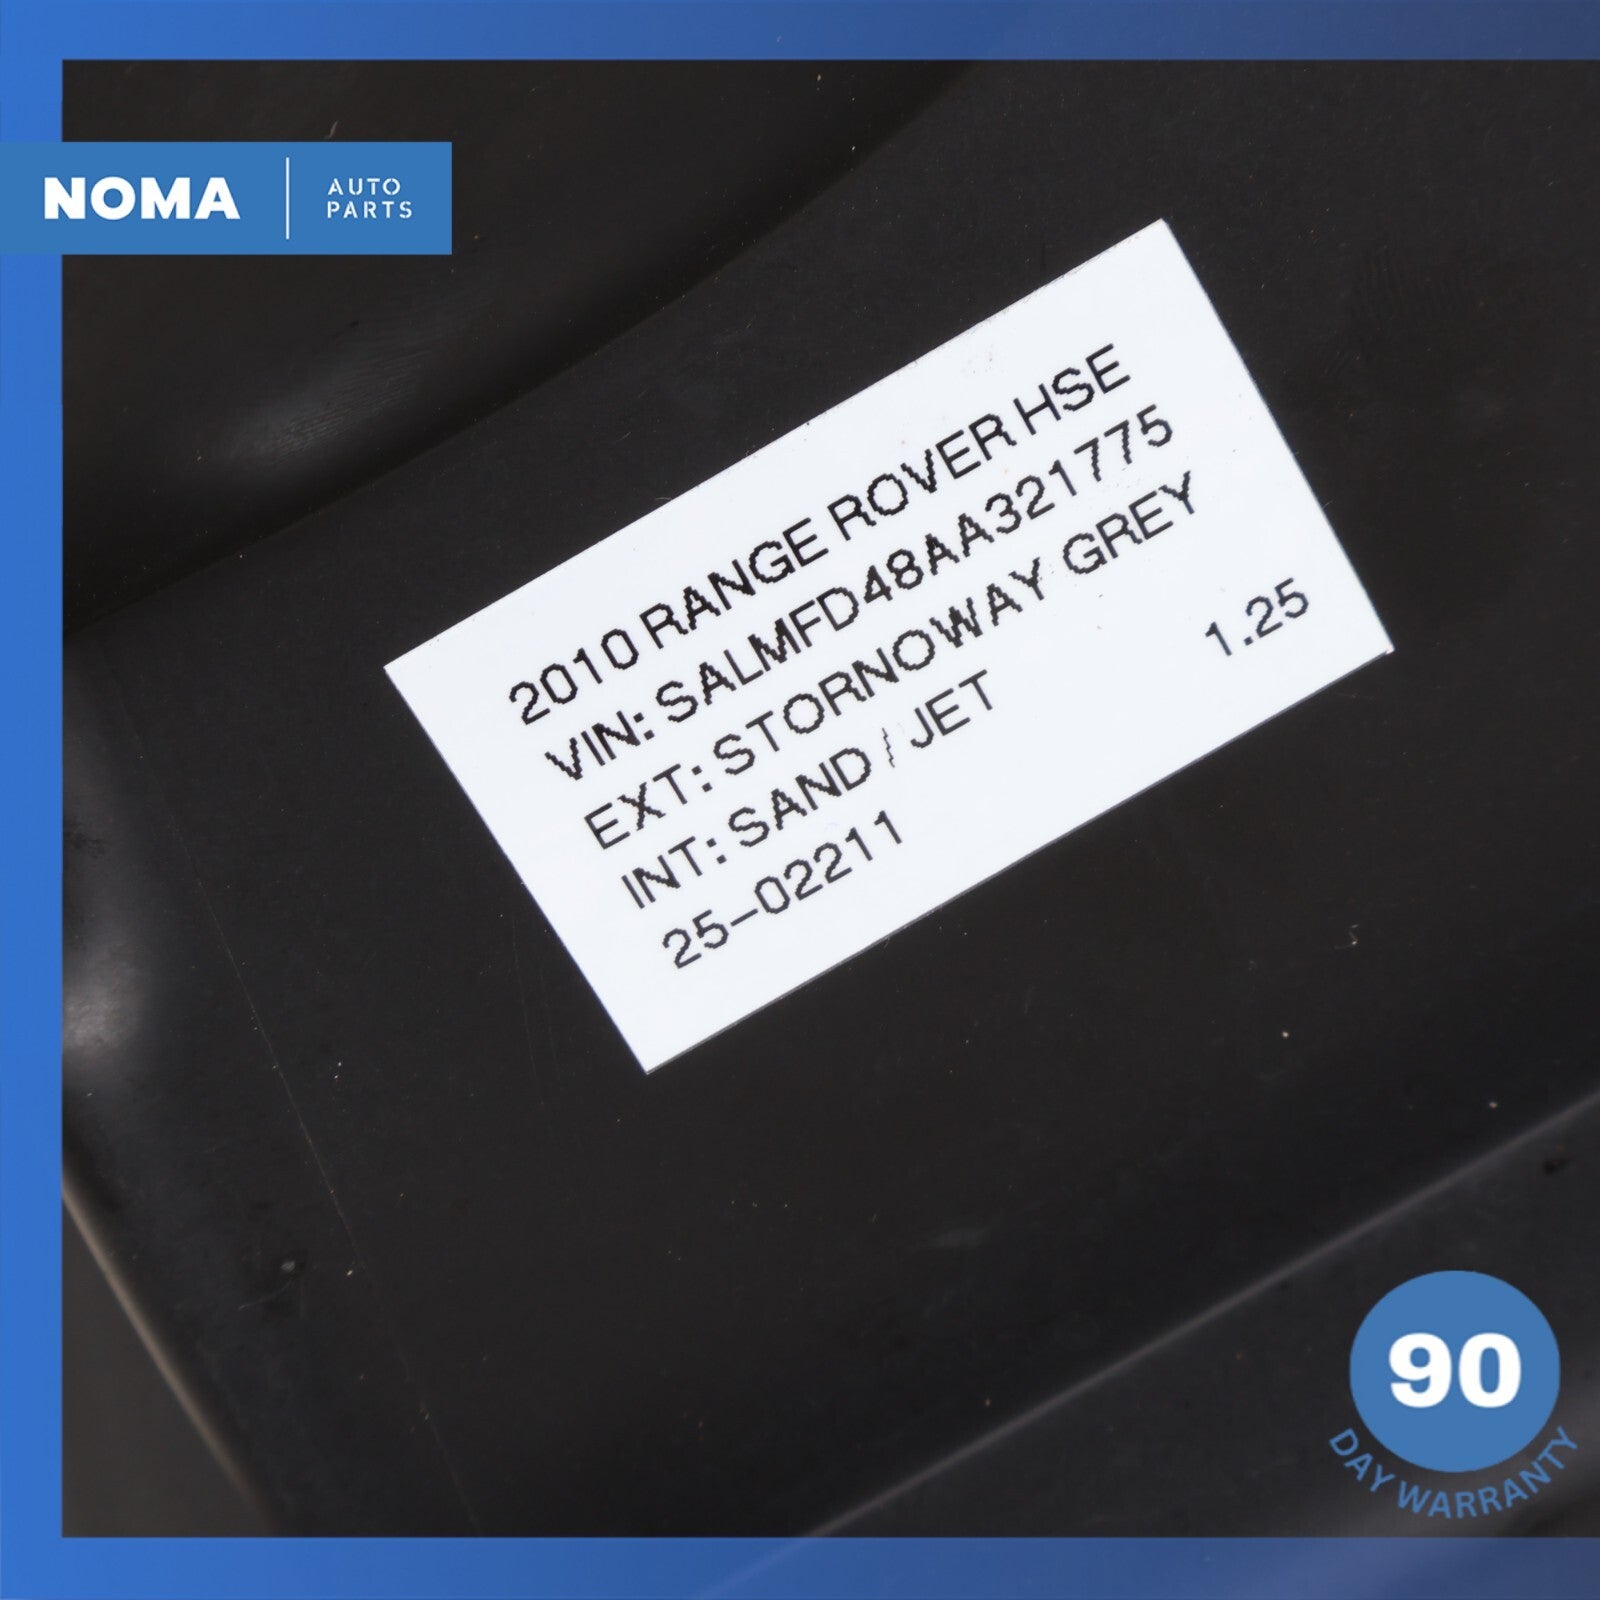 NOMA
AUTO
PARTS
2010 RANGE ROVER HSE
VIN: SALMFD48AA321775
EXT: STORNOWAY GREY
INT: SAND / JET
1.25
25-02211
90
DAY WARRANTY